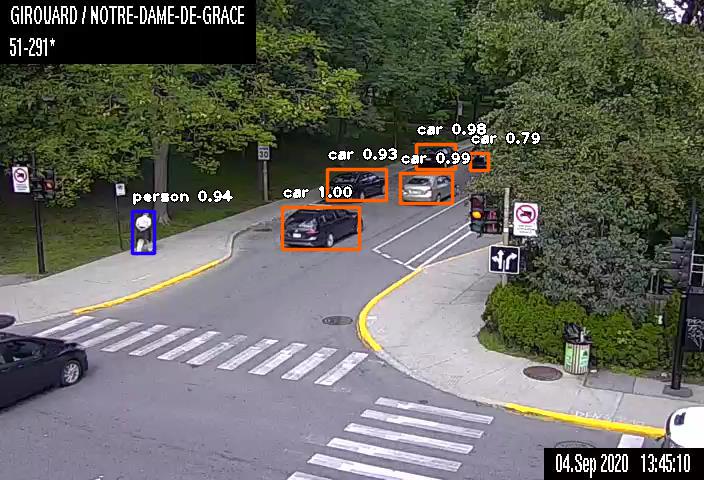 GIROUARD / NOTRE-DAME-DE-GRACE
51-291*
car 0.98
car 0.79
car 0.93
car 0.99
30
person 0.94
car 1.00
04.Sep 2020 13:45:10